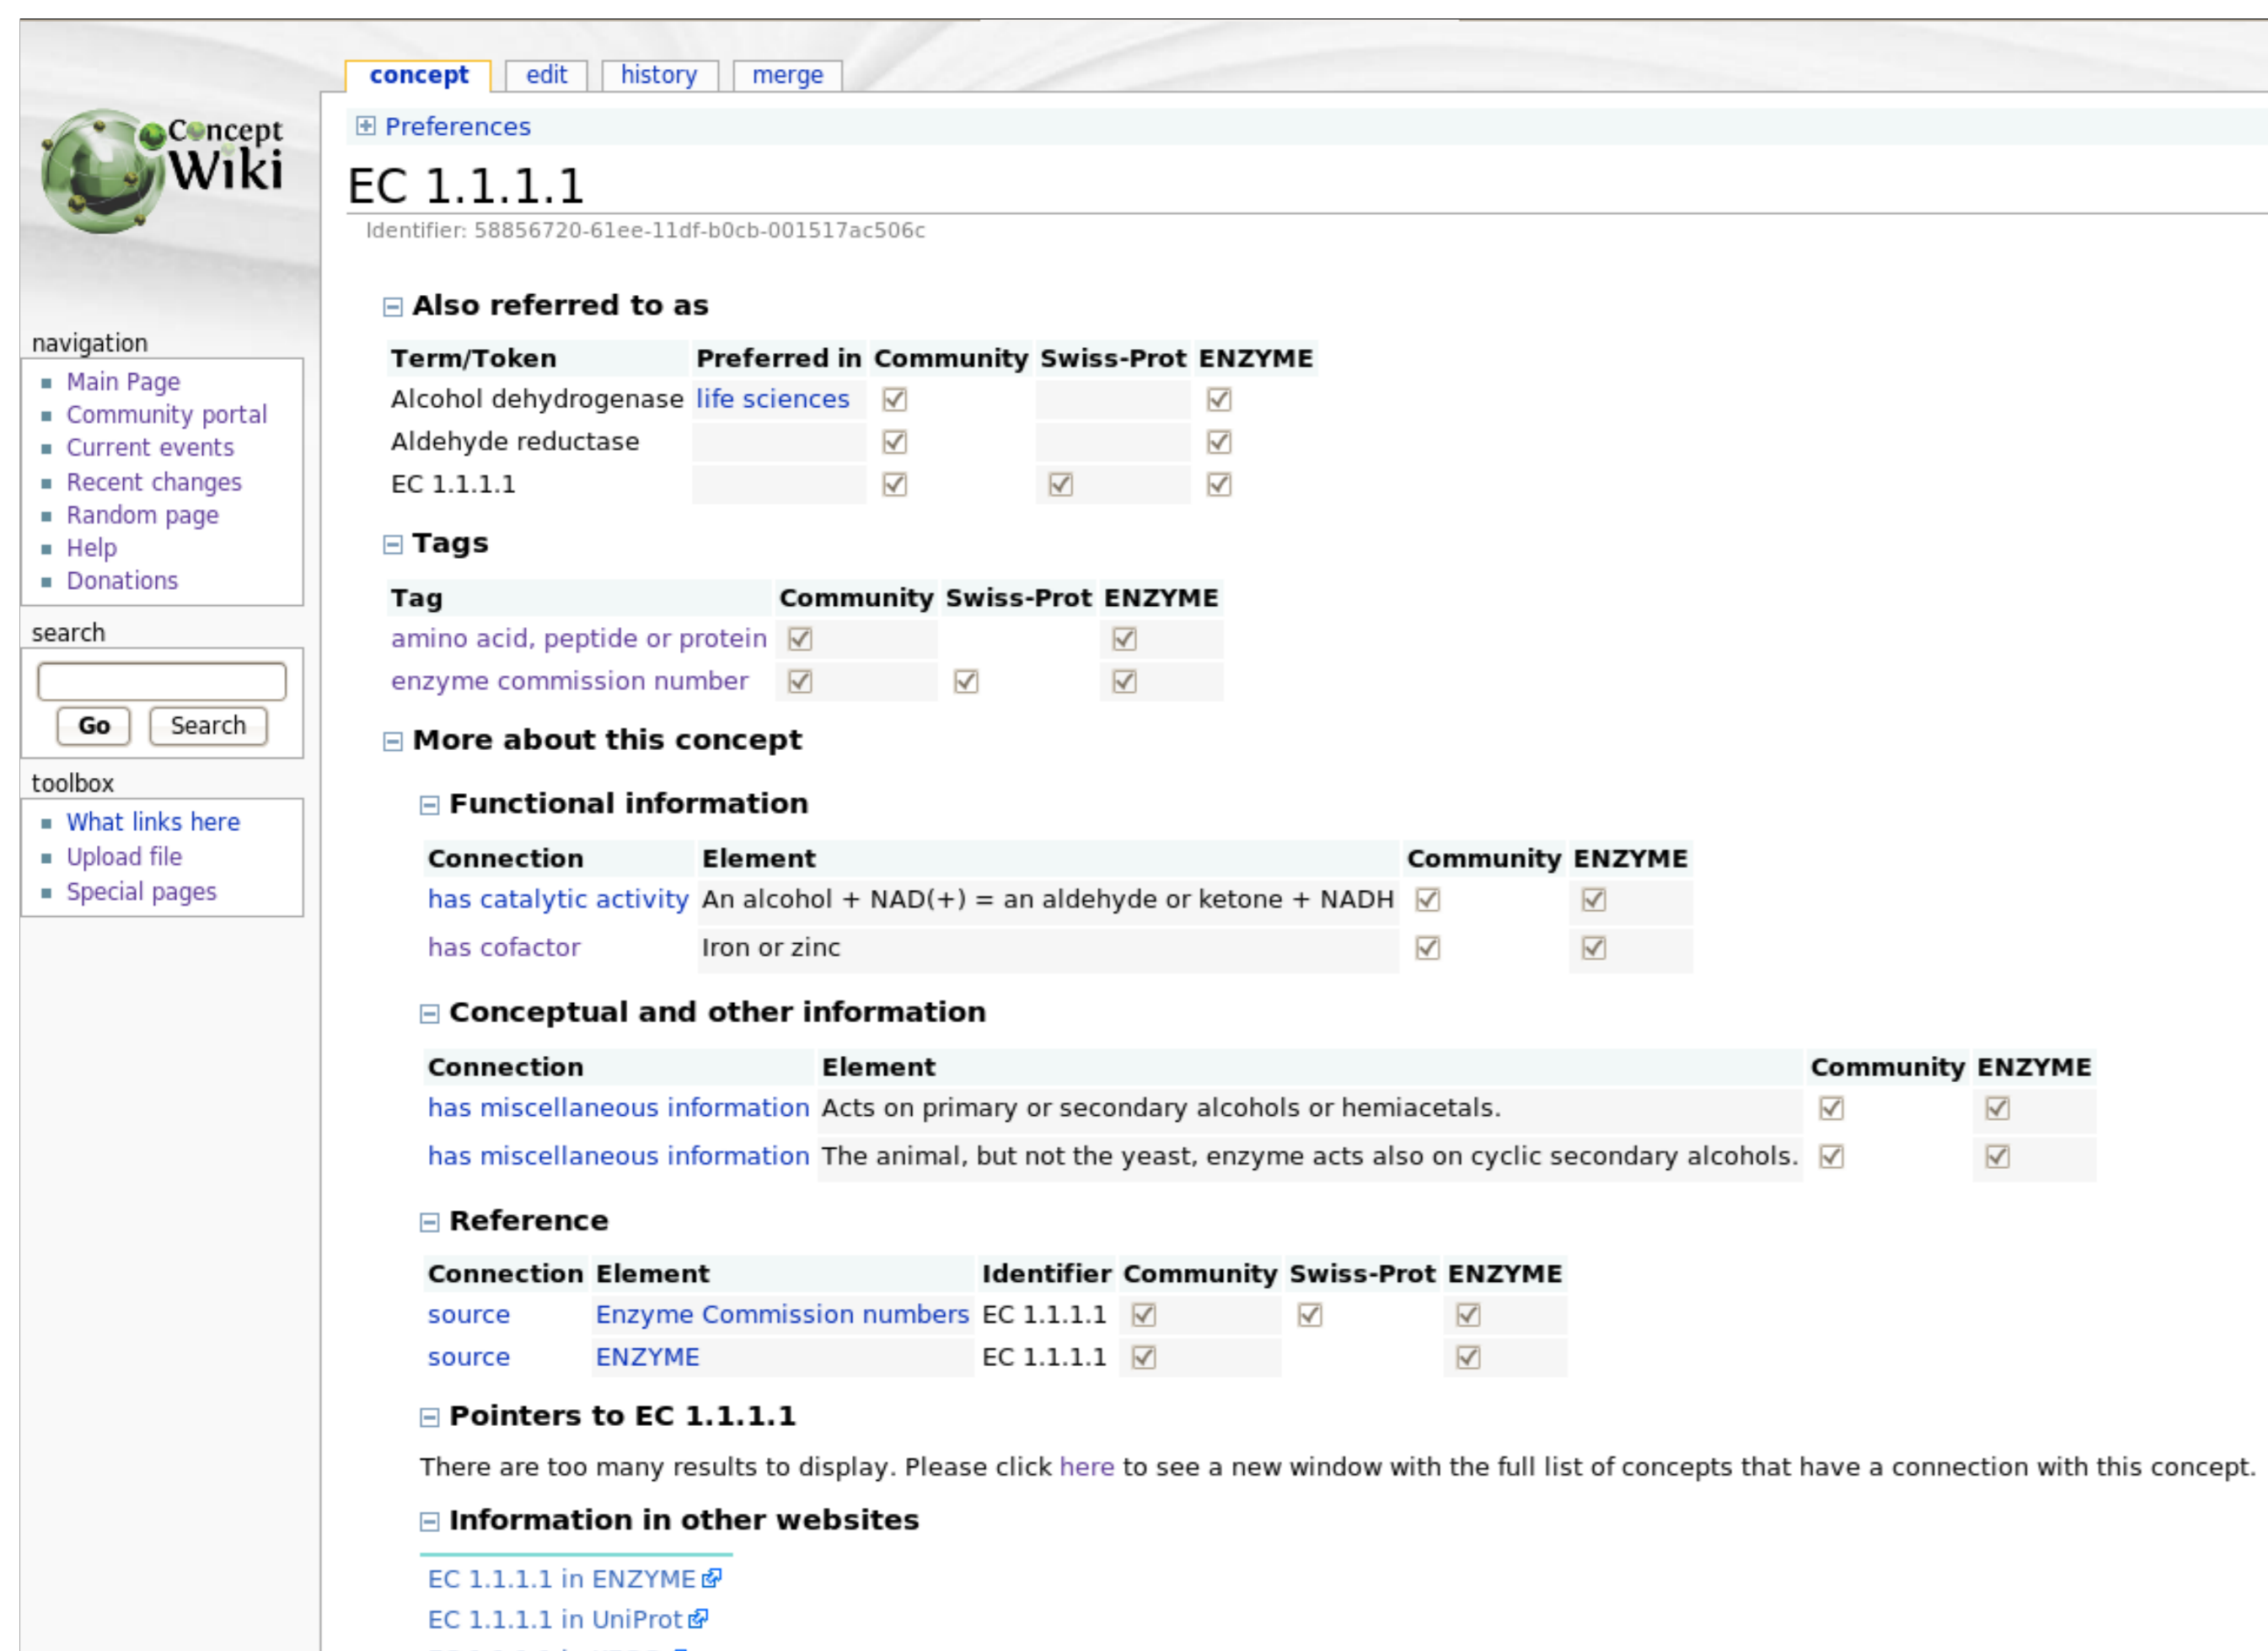 concept edit history merge
Concept
Wiki
Preferences
EC 1.1.1.1
Identifier: 58856720-61ee-11df-b0cb-001517ac506c
navigation
Main Page
Community portal
Current events
Recent changes
Random page
Help
Donations
search
Go Search
toolbox
What links here
Upload file
Special pages
Also referred to as
Term/Token Preferred in Community Swiss-Prot ENZYME
Alcohol dehydrogenase life sciences
Aldehyde reductase
EC 1.1.1.1
Tags
Tag Community Swiss-Prot ENZYME
amino acid, peptide or protein
enzyme commission number
More about this concept
Functional information
Connection Element Community ENZYME
has catalytic activity An alcohol + NAD(+) = an aldehyde or ketone + NADH
has cofactor Iron or zinc
Conceptual and other information
Connection Element Community ENZYME
has miscellaneous information Acts on primary or secondary alcohols or hemiacetals.
has miscellaneous information The animal, but not the yeast, enzyme acts also on cyclic secondary alcohols.
Reference
Connection Element Identifier Community Swiss-Prot ENZYME
source Enzyme Commission numbers EC 1.1.1.1
source ENZYME EC 1.1.1.1
Pointers to EC 1.1.1.1
There are too many results to display. Please click here to see a new window with the full list of concepts that have a connection with this concept.
Information in other websites
EC 1.1.1.1 in ENZYME
EC 1.1.1.1 in UniProt